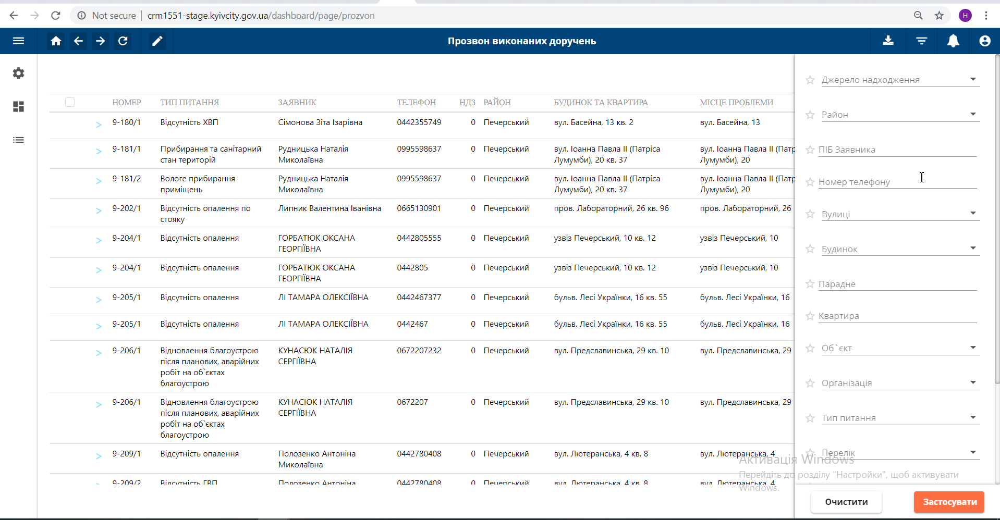 Not secure | crm1551-stage.kyivcity.gov.ua/dashboard/page/prozvon
H
Прозвон виконаних доручень
НОМЕР ТИП ПИТАННЯ ЗАЯВНИК ТЕЛЕФОН НДЗ РАЙОН БУДИНОК ТА КВАРТИРА МІСЦЕ ПРОБЛЕМИ
> 9-180/1 Відсутність ХВП Сімонова Зіта Ізарівна 0442355749 0 Печерський вул. Басейна, 13 кв. 2 вул. Басейна, 13
> 9-181/1 Прибирання та санітарний Рудницька Наталія 0995598637 0 Печерський вул. Іоанна Павла ІІ (Патріса вул. Іоанна Павла ІІ (Патр
стан територій Миколаївна Лумумби), 20 кв. 37 Лумумби), 20
> 9-181/2 Вологе прибирання Рудницька Наталія 0995598637 0 Печерський вул. Іоанна Павла ІІ (Патріса вул. Іоанна Павла ІІ (Патр
приміщень Миколаївна Лумумби), 20 кв. 37 Лумумби), 20
> 9-202/1 Відсутність опалення по Липник Валентина Іванівна 0665130901 0 Печерський пров. Лабораторний, 26 кв. 96 пров. Лабораторний, 26
стояку
> 9-204/1 Відсутність опалення ГОРБАТЮК ОКСАНА 0442805555 0 Печерський узвіз Печерський, 10 кв. 12 узвіз Печерський, 10
ГЕОРГІЇВНА
> 9-204/1 Відсутність опалення ГОРБАТЮК ОКСАНА 0442805 0 Печерський узвіз Печерський, 10 кв. 12 узвіз Печерський, 10
ГЕОРГІЇВНА
> 9-205/1 Відсутність опалення ЛІ ТАМАРА ОЛЕКСІЇВНА 0442467377 0 Печерський бульв. Лесі Українки, 16 кв. 55 бульв. Лесі Українки, 16
> 9-205/1 Відсутність опалення ЛІ ТАМАРА ОЛЕКСІЇВНА 0442467 0 Печерський бульв. Лесі Українки, 16 кв. 55 бульв. Лесі Українки, 16
> 9-206/1 Відновлення благоустрою КУНАСЮК НАТАЛІЯ 0672207232 0 Печерський вул. Предславинська, 29 кв. 10 вул. Предславинська, 29
після планових, аварійних СЕРГІЇВНА
робіт на об`єктах
благоустрою
> 9-206/1 Відновлення благоустрою КУНАСЮК НАТАЛІЯ 0672207 0 Печерський вул. Предславинська, 29 кв. 10 вул. Предславинська, 29
після планових, аварійних СЕРГІЇВНА
робіт на об`єктах
благоустрою
> 9-209/1 Відсутність опалення Полозенко Антоніна 0442780408 0 Печерський вул. Лютеранська, 4 кв. 8 вул. Лютеранська, 4
Миколаївна
9-209/2 Відсутність ГВП Полозенко Антоніна 0442780408 0 Печерський вул. Лютеранська, 4 кв. 8 вул. Лютеранська, 4
Джерело надходження
Район
ПІБ Заявника
Номер телефону
Вулиці
Будинок
Парадне
Квартира
Об`єкт
Організація
Тип питання
Перелік
Активація Windows
Перейдіть до розділу "Настройки", щоб активувати
Windows.
Очистити Застосувати